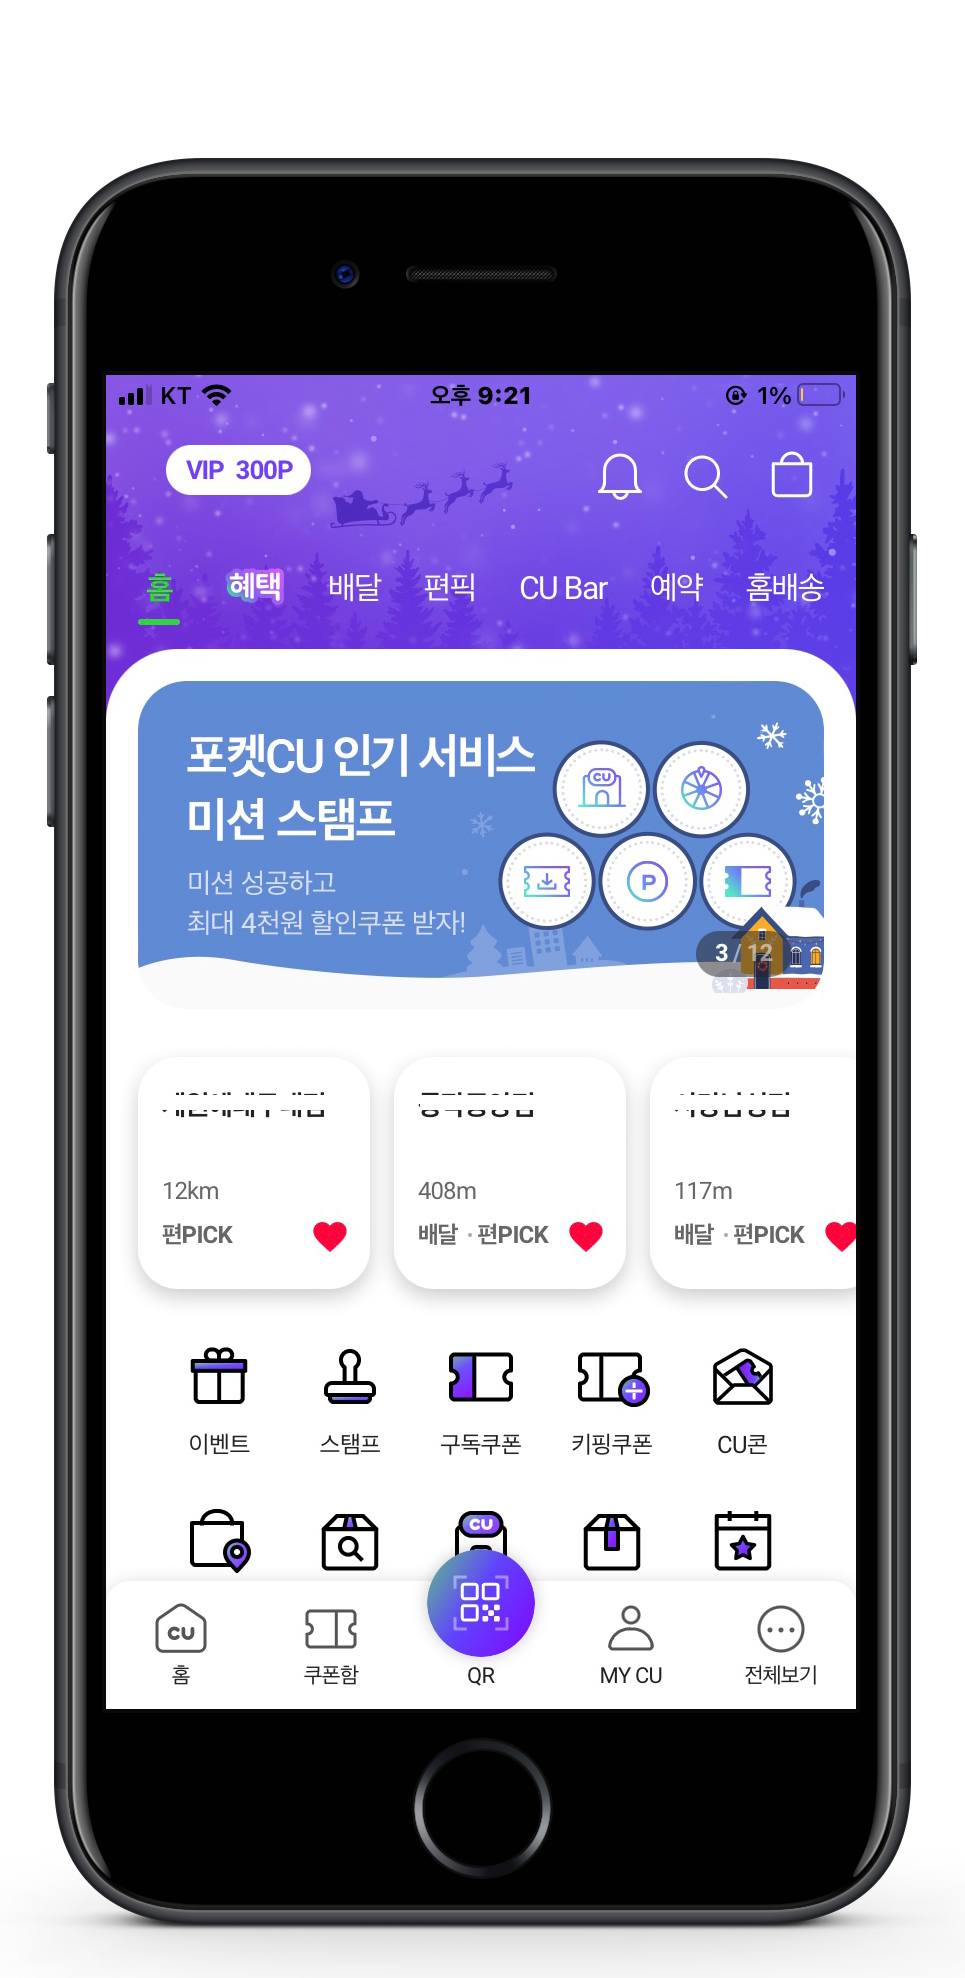 KT 오후 9:21 1%
VIP 300P
홈 혜택 배달 편픽 CU Bar 예약 홈배송
포켓CU 인기 서비스
미션 스탬프
미션 성공하고
최대 4천원 할인쿠폰 받자!
CU
P
3 / 12
12km 408m 117m
편PICK 배달 · 편PICK 배달 · 편PICK
이벤트 스탬프 구독쿠폰 키핑쿠폰 CU콘
CU
CU
홈 쿠폰함 QR MY CU 전체보기